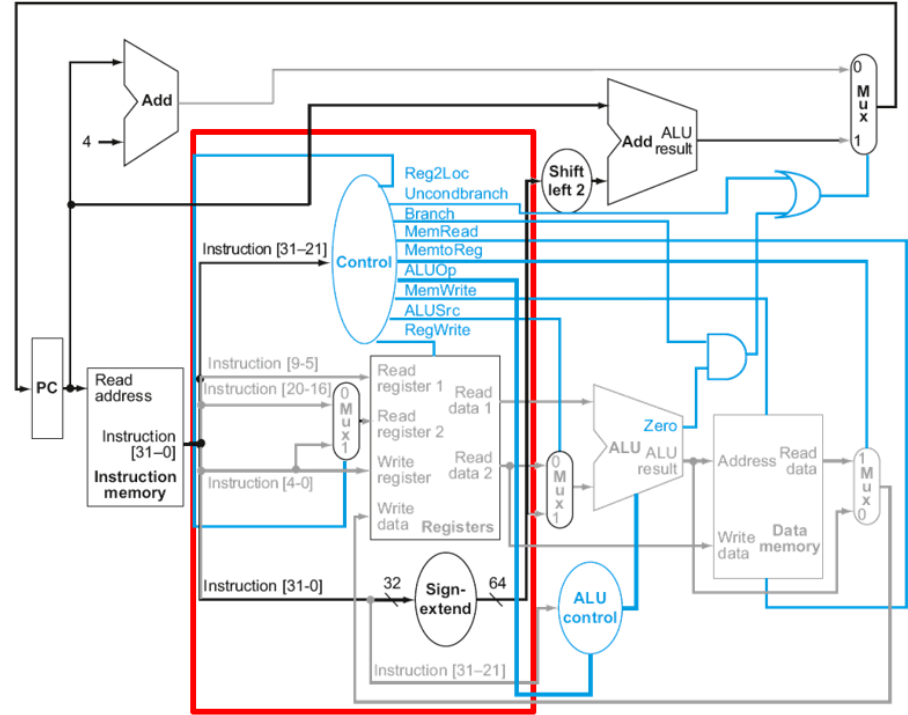 Add
4
Add
ALU
result
0
Mux
1
Shift
left 2
Reg2Loc
Uncondbranch
Branch
MemRead
MemtoReg
ALUOp
MemWrite
ALUSrc
RegWrite
Instruction [31–21]
Control
PC
Read
address
Instruction
[31–0]
Instruction
memory
Instruction [9-5]
Instruction [20-16]
Instruction [4-0]
0
Mux
1
Read
register 1
Read
register 2
Write
register
Write
data
Read
data 1
Read
data 2
Registers
0
Mux
1
Zero
ALU
ALU
result
Address
Write
data
Read
data
Data
memory
1
Mux
0
Instruction [31-0]
32
Sign-
extend
64
ALU
control
Instruction [31–21]